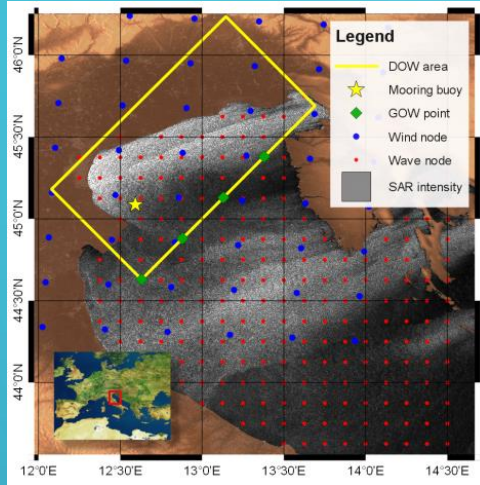 46°0'N
45°30'N
45°0'N
44°30'N
44°0'N
Legend
DOW area
Mooring buoy
GOW point
Wind node
Wave node
SAR intensity
12°0'E 12°30'E 13°0'E 13°30'E 14°0'E 14°30'E